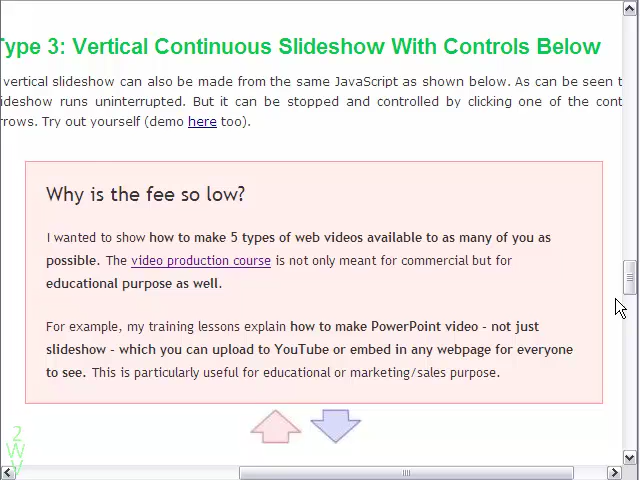 Type 3: Vertical Continuous Slideshow With Controls Below
vertical slideshow can also be made from the same JavaScript as shown below. As can be seen t
ideshow runs uninterrupted. But it can be stopped and controlled by clicking one of the cont
rrows. Try out yourself (demo here too).
Why is the fee so low?
I wanted to show how to make 5 types of web videos available to as many of you as
possible. The video production course is not only meant for commercial but for
educational purpose as well.
For example, my training lessons explain how to make PowerPoint video - not just
slideshow - which you can upload to YouTube or embed in any webpage for everyone
to see. This is particularly useful for educational or marketing/sales purpose.
2
W
V